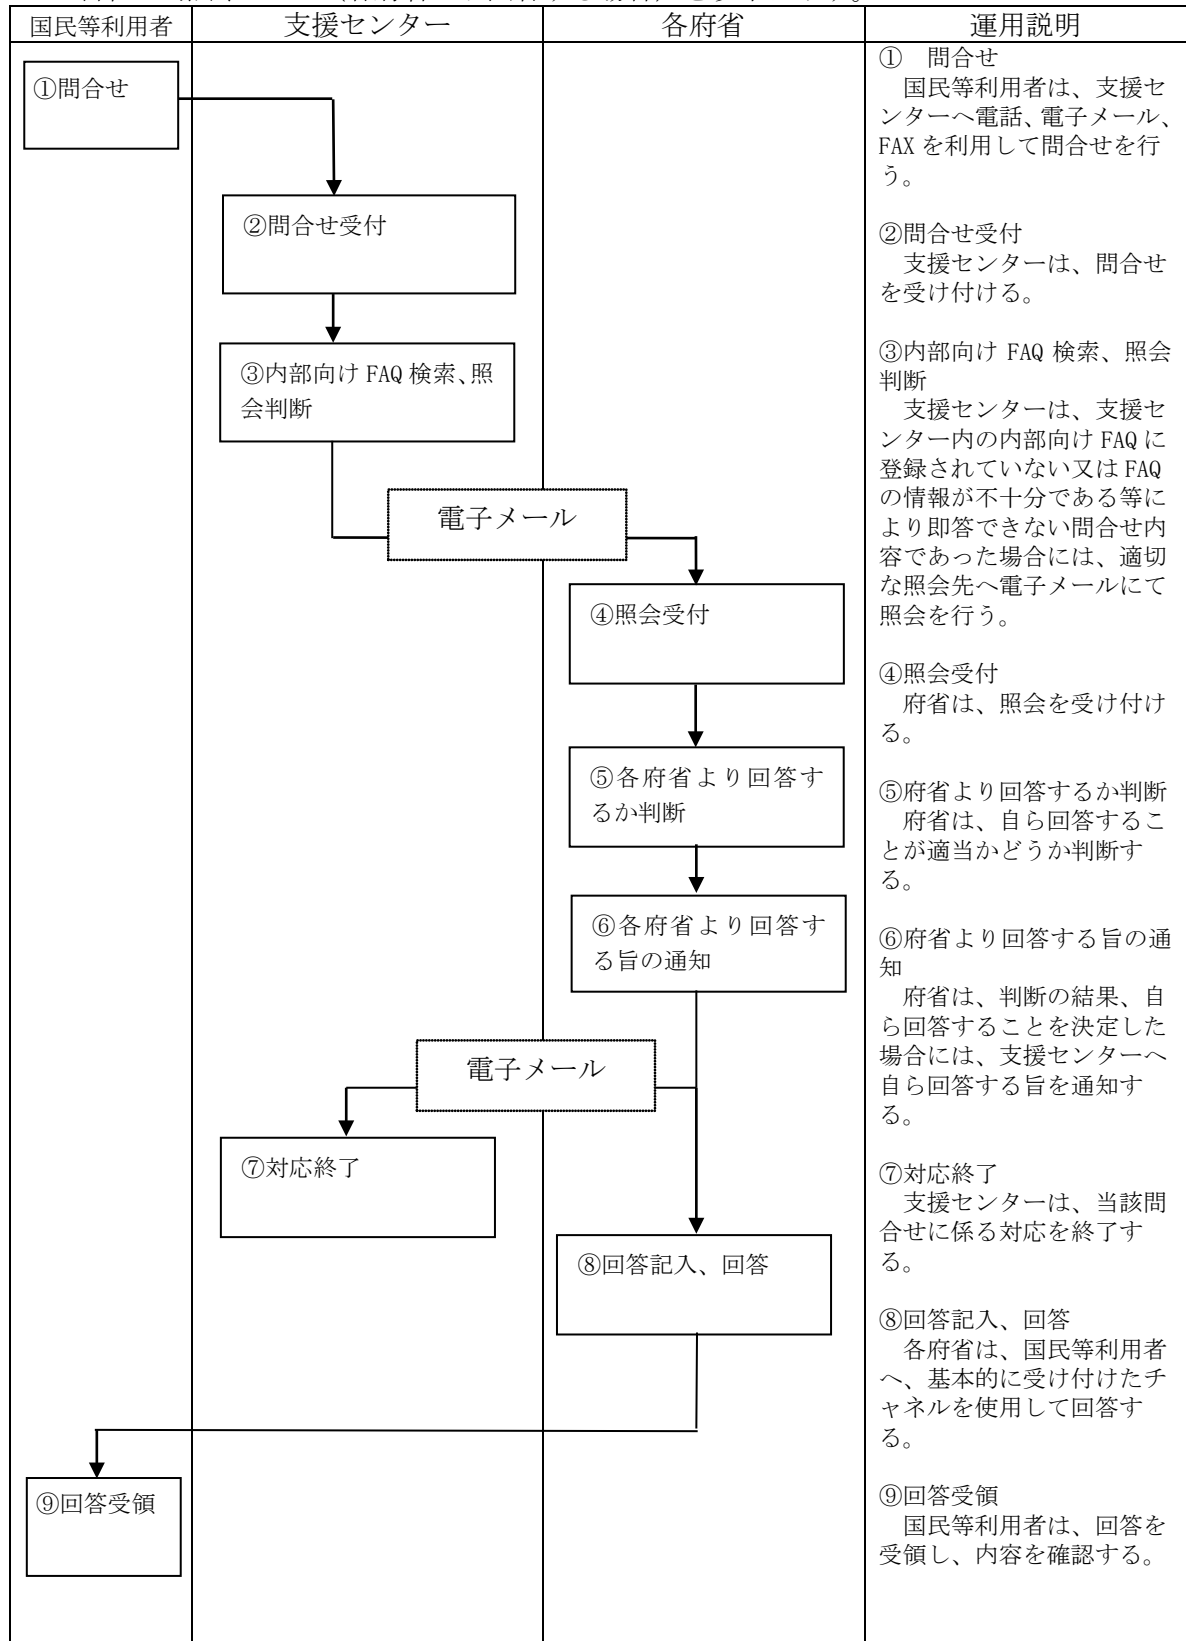 国民等利用者
支援センター
各府省
運用説明
①問合せ
②問合せ受付
③内部向け FAQ 検索、照
会判断
電子メール
④照会受付
⑤各府省より回答す
るか判断
⑥各府省より回答す
る旨の通知
電子メール
⑦対応終了
⑧回答記入、回答
⑨回答受領
①　問合せ
　国民等利用者は、支援セ
ンターへ電話、電子メール、
FAX を利用して問合せを行
う。
②問合せ受付
　支援センターは、問合せ
を受け付ける。
③内部向け FAQ 検索、照会
判断
　支援センターは、支援セ
ンター内の内部向け FAQ に
登録されていない又は FAQ
の情報が不十分である等に
より即答できない問合せ内
容であった場合には、適切
な照会先へ電子メールにて
照会を行う。
④照会受付
　府省は、照会を受け付け
る。
⑤府省より回答するか判断
　府省は、自ら回答するこ
とが適当かどうか判断す
る。
⑥府省より回答する旨の通
知
　府省は、判断の結果、自
ら回答することを決定した
場合には、支援センターへ
自ら回答する旨を通知す
る。
⑦対応終了
　支援センターは、当該問
合せに係る対応を終了す
る。
⑧回答記入、回答
　各府省は、国民等利用者
へ、基本的に受け付けたチ
ャネルを使用して回答す
る。
⑨回答受領
　国民等利用者は、回答を
受領し、内容を確認する。